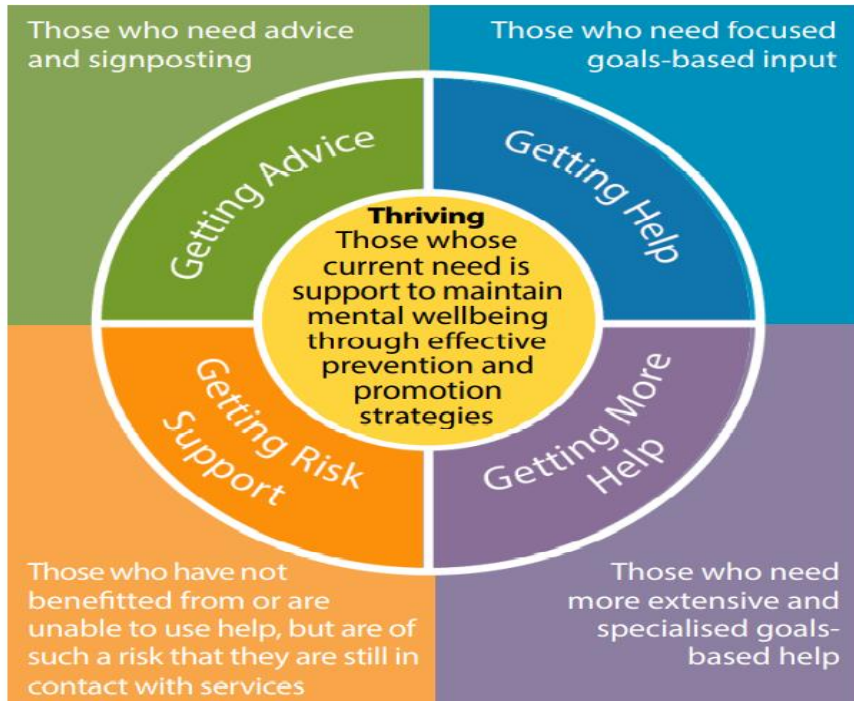 Those who need advice
and signposting
Those who need focused
goals-based input
Getting Advice
Getting Help
Thriving
Those whose
current need is
support to maintain
mental wellbeing
through effective
prevention and
promotion
strategies
Getting Risk
Support
Getting More
Help
Those who have not
benefitted from or are
unable to use help, but are of
such a risk that they are still in
contact with services
Those who need
more extensive and
specialised goals-
based help